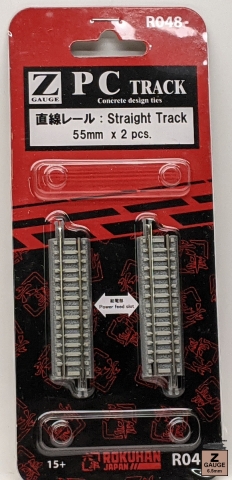 R048-
Z
GAUGE
PC TRACK
Concrete design ties
直線レール : Straight Track
55mm x 2 pcs.
給電部
Power feed slot
15+
ROKUHAN
JAPAN
R04
Z
GAUGE
6.5mm